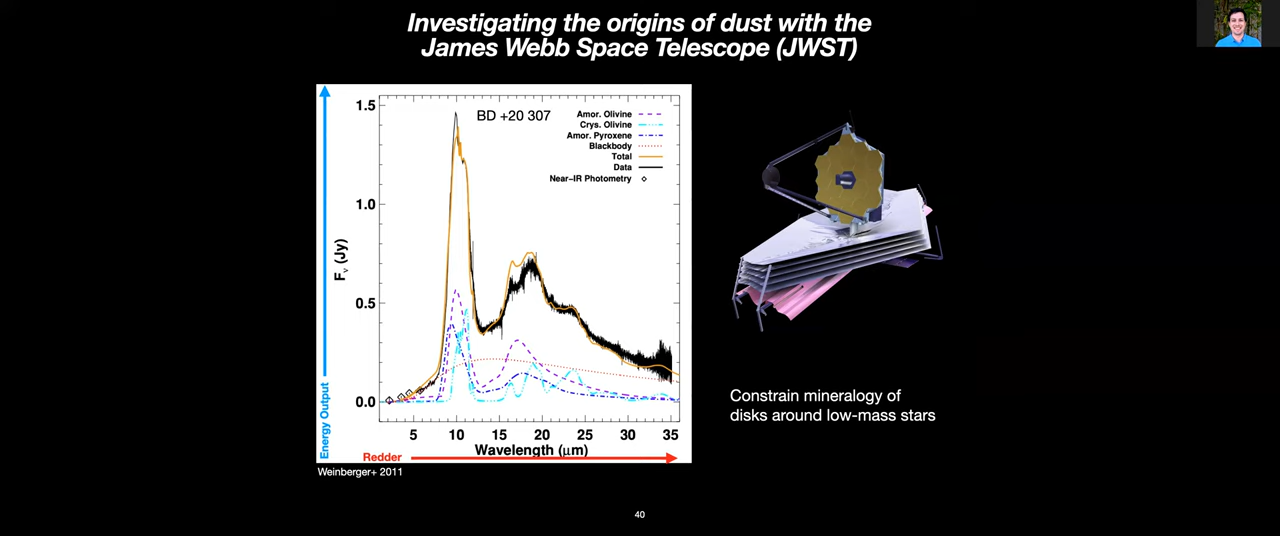 Investigating the origins of dust with the
James Webb Space Telescope (JWST)
BD +20 307
Amor. Olivine
Crys. Olivine
Amor. Pyroxene
Blackbody
Total
Data
Near-IR Photometry
1.5
1.0
0.5
0.0
Fν (Jy)
Energy Output
5 10 15 20 25 30 35
Wavelength (μm)
Redder
Weinberger+ 2011
Constrain mineralogy of
disks around low-mass stars
40